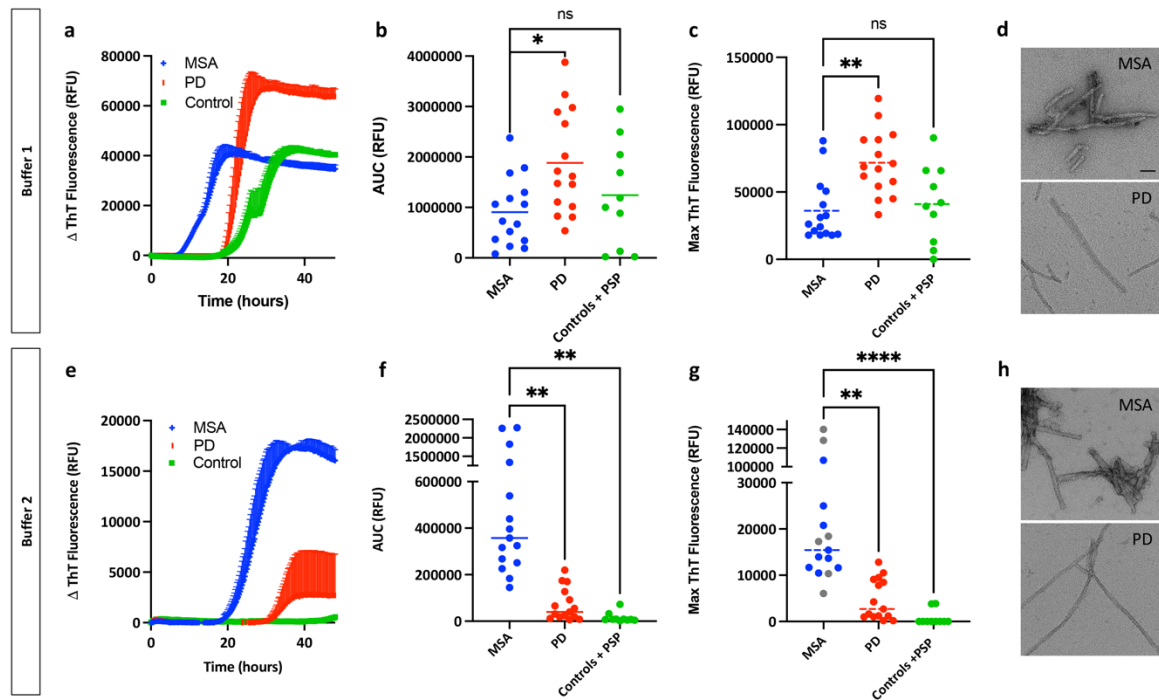 Buffer 1
a
Δ ThT Fluorescence (RFU)
80000
60000
40000
20000
0
MSA
PD
Control
0 20 40
Time (hours)
b
ns
*
AUC (RFU)
4000000
3000000
2000000
1000000
0
MSA
PD
Controls + PSP
c
ns
**
Max ThT Fluorescence (RFU)
150000
100000
50000
0
MSA
PD
Controls + PSP
d
MSA
PD
Buffer 2
e
Δ ThT Fluorescence (RFU)
20000
15000
10000
5000
0
MSA
PD
Control
0 20 40
Time (hours)
f
**
**
AUC (RFU)
2500000
2000000
1500000
1000000
600000
400000
200000
0
MSA
PD
Controls + PSP
g
****
**
Max ThT Fluorescence (RFU)
140000
120000
100000
80000
30000
20000
10000
0
MSA
PD
Controls +PSP
h
MSA
PD